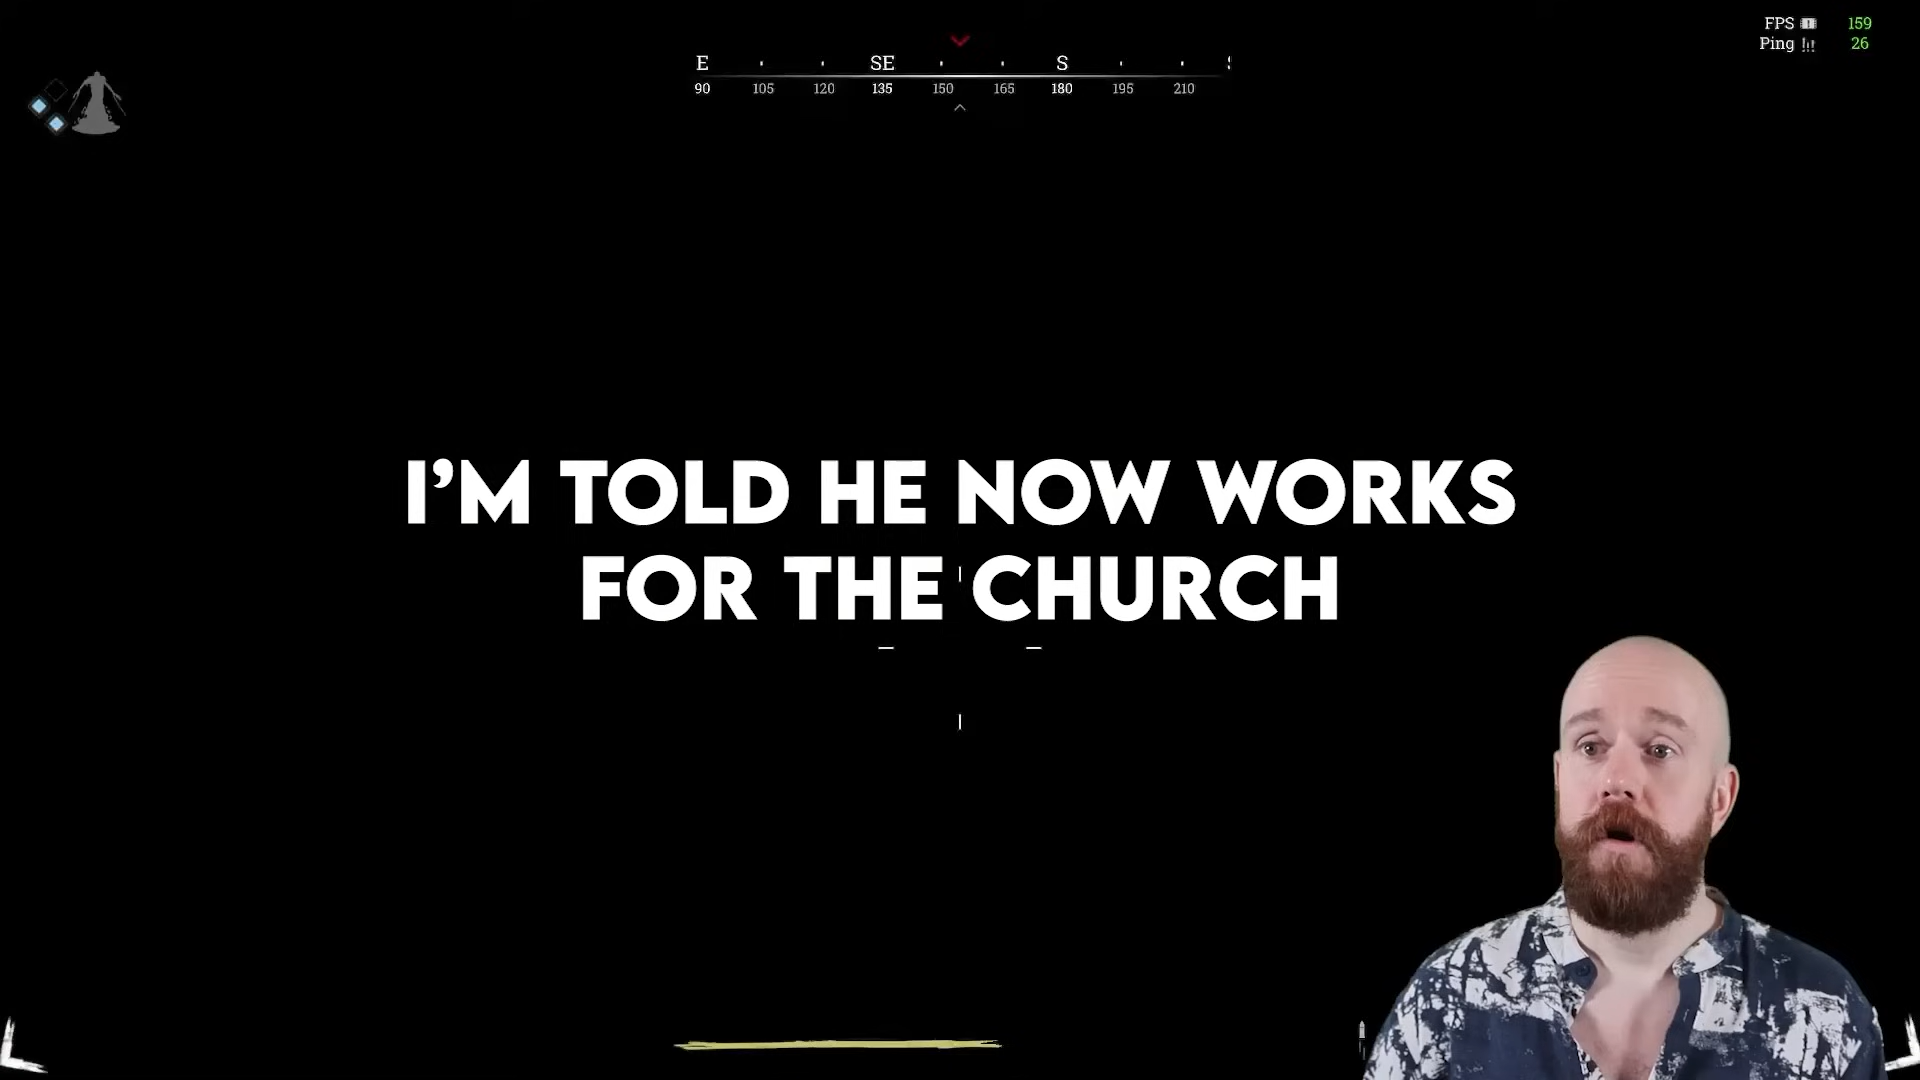 FPS 159
Ping 26
E SE S
90 105 120 135 150 165 180 195 210
I'M TOLD HE NOW WORKS
FOR THE CHURCH